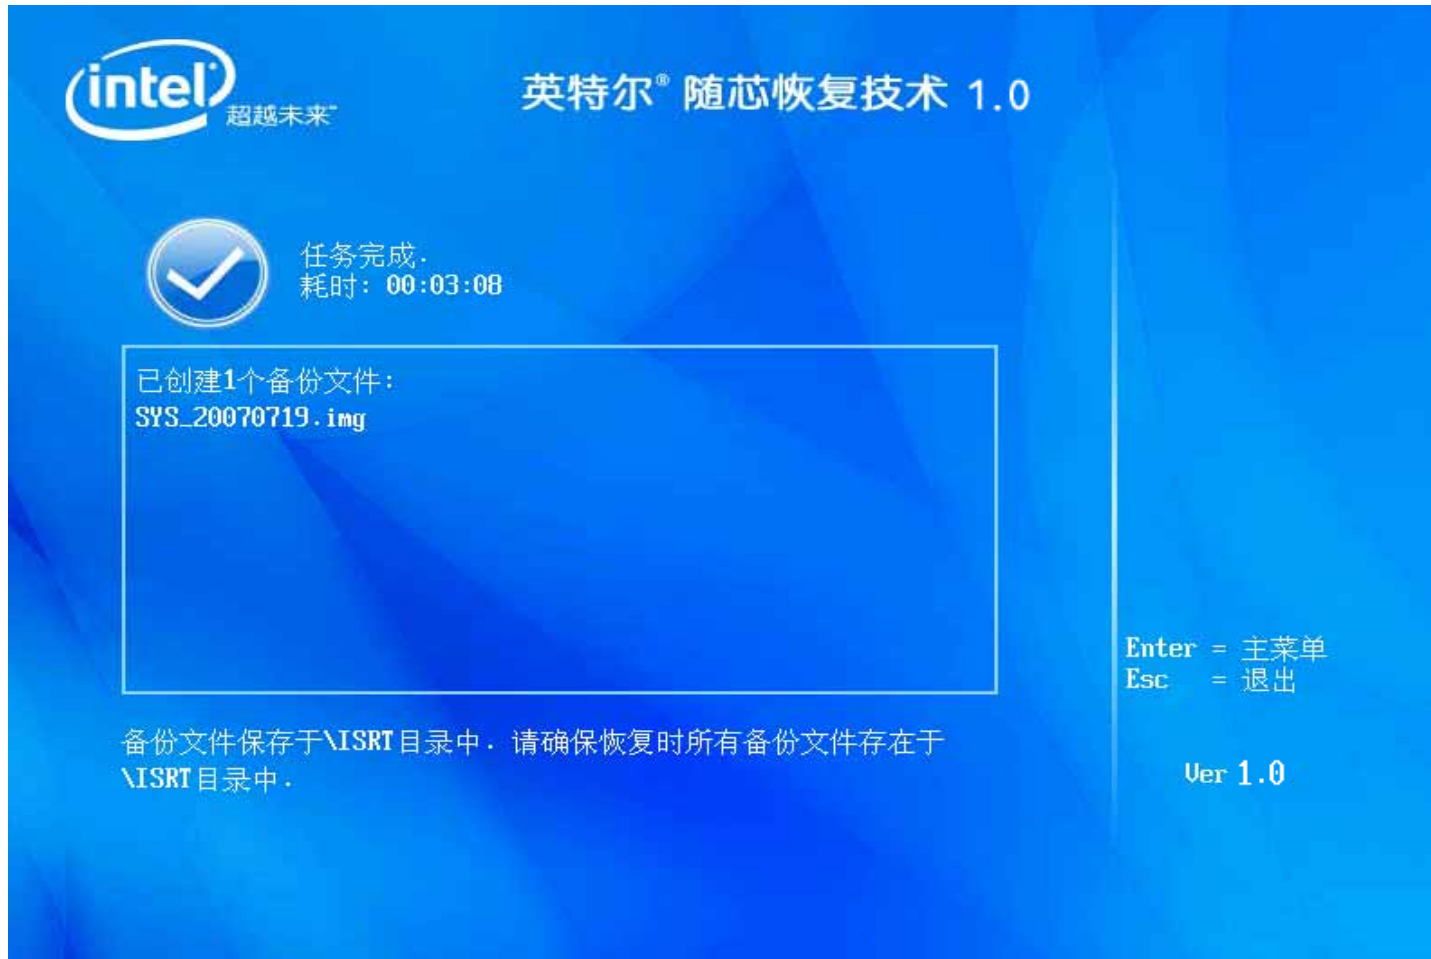 intel
超越未来™
英特尔® 随芯恢复技术 1.0
任务完成.
耗时: 00:03:08
已创建1个备份文件:
SYS_20070719.img
Enter = 主菜单
Esc = 退出
备份文件保存于\ISRT目录中. 请确保恢复时所有备份文件存在于
\ISRT目录中.
Ver 1.0